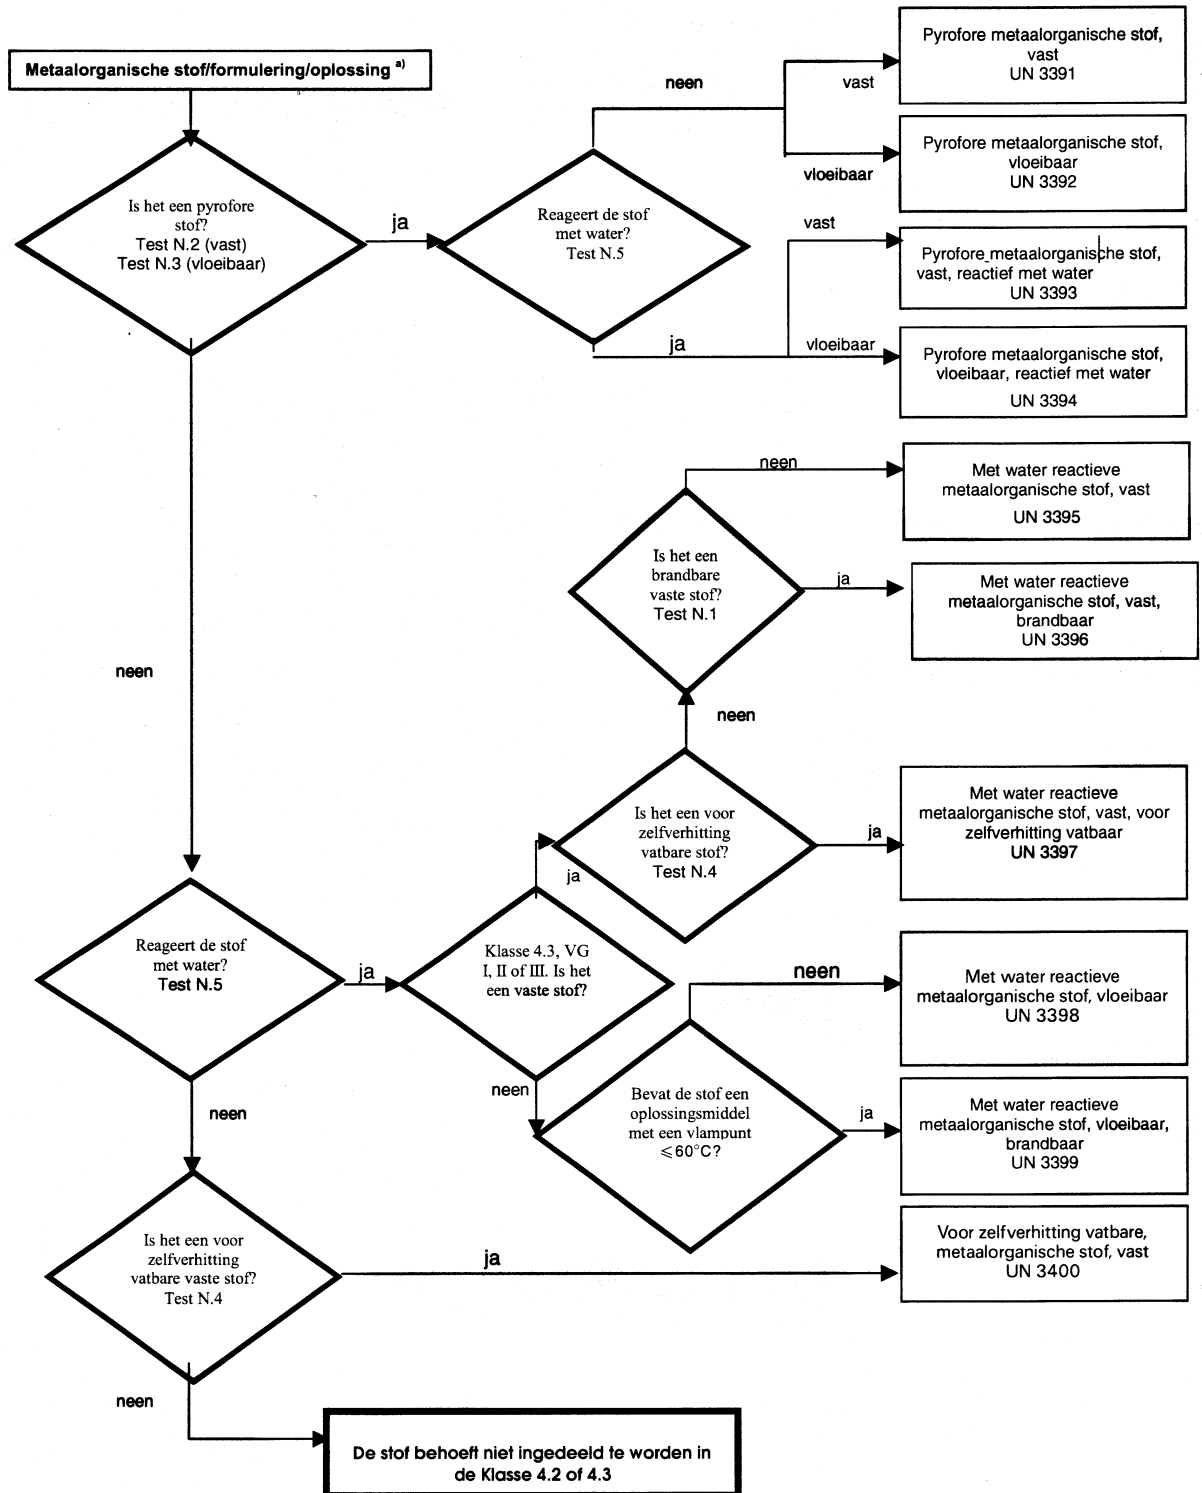 Metaalorganische stof/formulering/oplossing a)
Is het een pyrofore
stof?
Test N.2 (vast)
Test N.3 (vloeibaar)
ja
Reageert de stof
met water?
Test N.5
neen
vast
Pyrofore metaalorganische stof,
vast
UN 3391
vloeibaar
Pyrofore metaalorganische stof,
vloeibaar
UN 3392
vast
Pyrofore metaalorganische stof,
vast, reactief met water
UN 3393
ja
vloeibaar
Pyrofore metaalorganische stof,
vloeibaar, reactief met water
UN 3394
neen
Met water reactieve
metaalorganische stof, vast
UN 3395
Is het een
brandbare
vaste stof?
Test N.1
ja
Met water reactieve
metaalorganische stof, vast,
brandbaar
UN 3396
neen
neen
Is het een voor
zelfverhitting
vatbare stof?
Test N.4
ja
Met water reactieve
metaalorganische stof, vast, voor
zelfverhitting vatbaar
UN 3397
ja
Reageert de stof
met water?
Test N.5
ja
Klasse 4.3, VG
I, II of III. Is het
een vaste stof?
neen
Met water reactieve
metaalorganische stof, vloeibaar
UN 3398
neen
Bevat de stof een
oplossingsmiddel
met een vlampunt
≤60°C?
ja
Met water reactieve
metaalorganische stof, vloeibaar,
brandbaar
UN 3399
neen
Is het een voor
zelfverhitting
vatbare vaste stof?
Test N.4
ja
Voor zelfverhitting vatbare,
metaalorganische stof, vast
UN 3400
neen
De stof behoeft niet ingedeeld te worden in
de Klasse 4.2 of 4.3